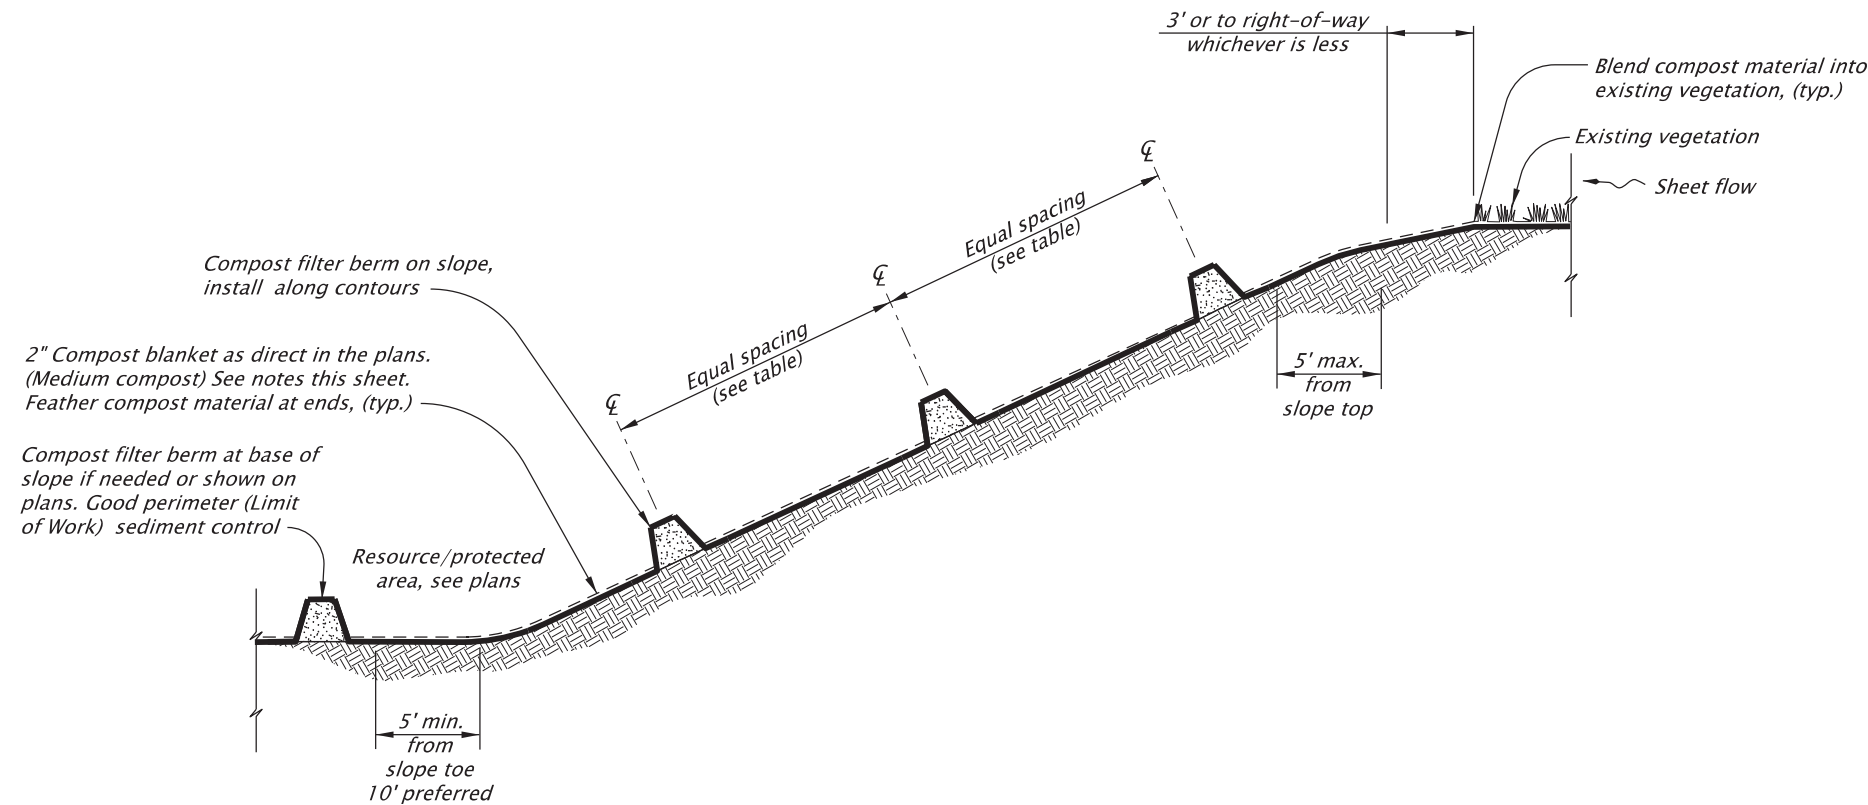 3' or to right-of-way
whichever is less
Blend compost material into
existing vegetation, (typ.)
Existing vegetation
Sheet flow
℄
Equal spacing
(see table)
℄
Equal spacing
(see table)
℄
Compost filter berm on slope,
install along contours
2" Compost blanket as direct in the plans.
(Medium compost) See notes this sheet.
Feather compost material at ends, (typ.)
Compost filter berm at base of
slope if needed or shown on
plans. Good perimeter (Limit
of Work) sediment control
Resource/protected
area, see plans
5' max.
from
slope top
5' min.
from
slope toe
10' preferred